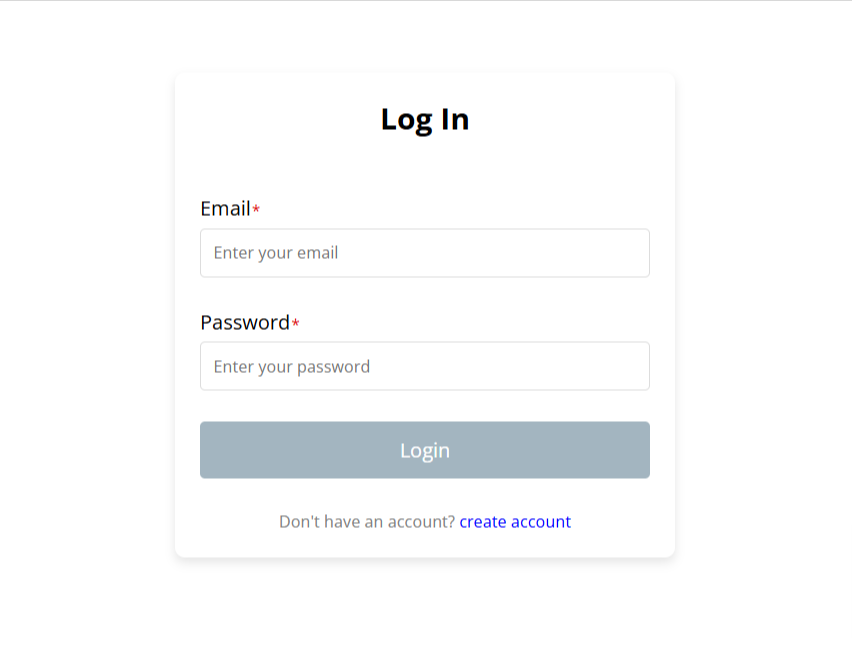 Log In
Email*
Enter your email
Password*
Enter your password
Login
Don't have an account? create account